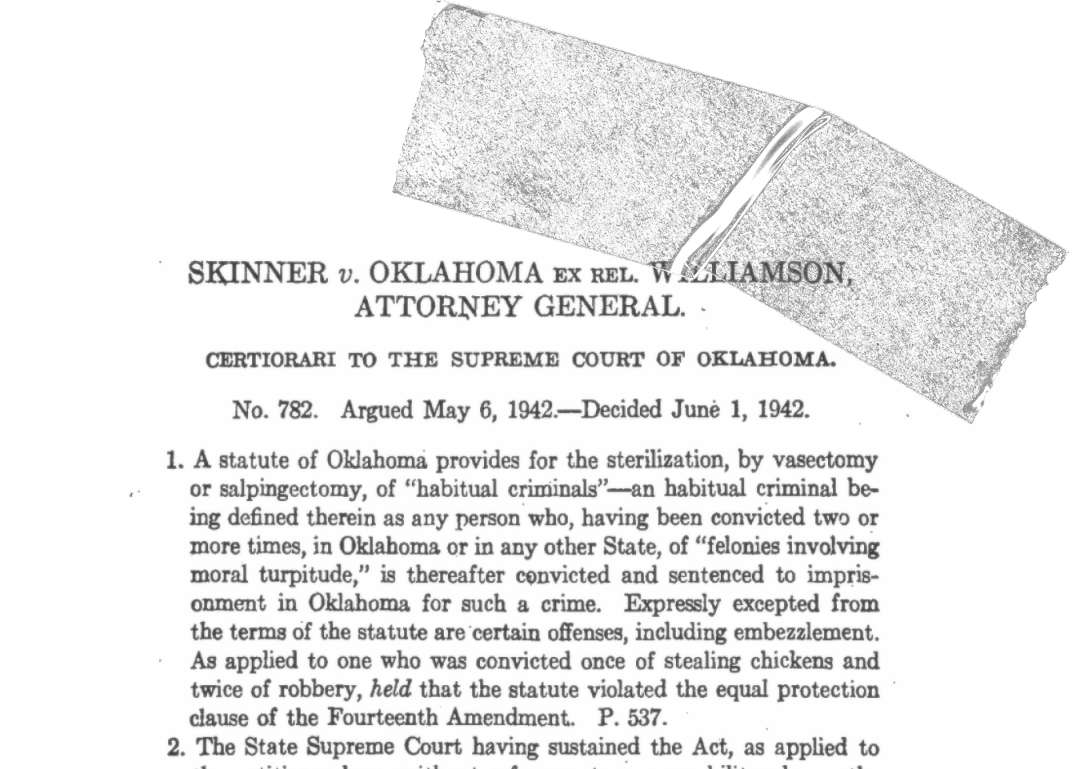 SKINNER v. OKLAHOMA EX REL. WILLIAMSON,
ATTORNEY GENERAL.
CERTIORARI TO THE SUPREME COURT OF OKLAHOMA.
No. 782. Argued May 6, 1942.—Decided June 1, 1942.
1. A statute of Oklahoma provides for the sterilization, by vasectomy
or salpingectomy, of “habitual criminals”—an habitual criminal be-
ing defined therein as any person who, having been convicted two or
more times, in Oklahoma or in any other State, of “felonies involving
moral turpitude,” is thereafter convicted and sentenced to impris-
onment in Oklahoma for such a crime. Expressly excepted from
the terms of the statute are certain offenses, including embezzlement.
As applied to one who was convicted once of stealing chickens and
twice of robbery, held that the statute violated the equal protection
clause of the Fourteenth Amendment. P. 537.
2. The State Supreme Court having sustained the Act, as applied to